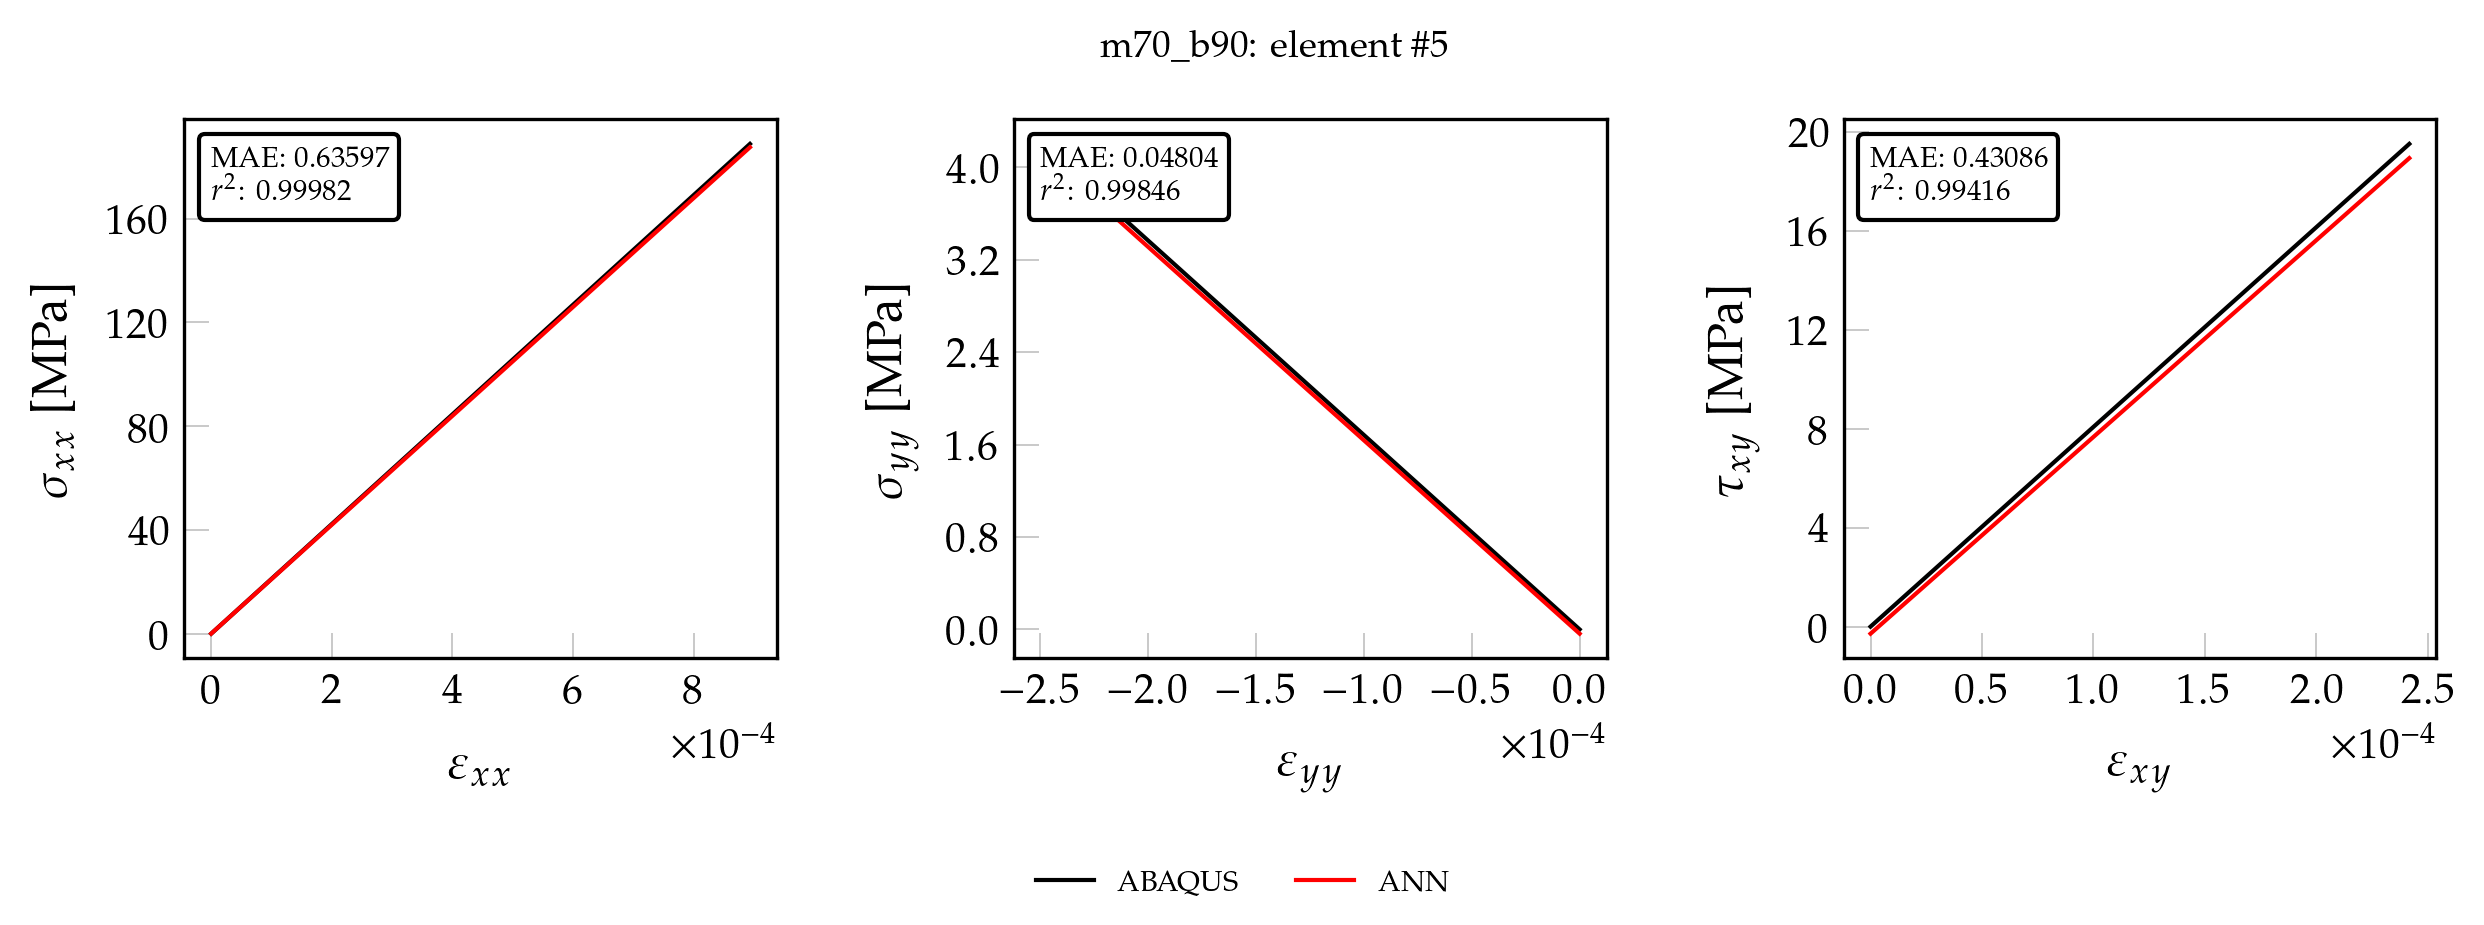 m70_b90: element #5
MAE: 0.63597
r²: 0.99982
160
120
80
40
0
σxx [MPa]
0 2 4 6 8
×10⁻⁴
εxx
MAE: 0.04804
r²: 0.99846
4.0
3.2
2.4
1.6
0.8
0.0
σyy [MPa]
−2.5 −2.0 −1.5 −1.0 −0.5 0.0
×10⁻⁴
εyy
MAE: 0.43086
r²: 0.99416
20
16
12
8
4
0
τxy [MPa]
0.0 0.5 1.0 1.5 2.0 2.5
×10⁻⁴
εxy
ABAQUS ANN